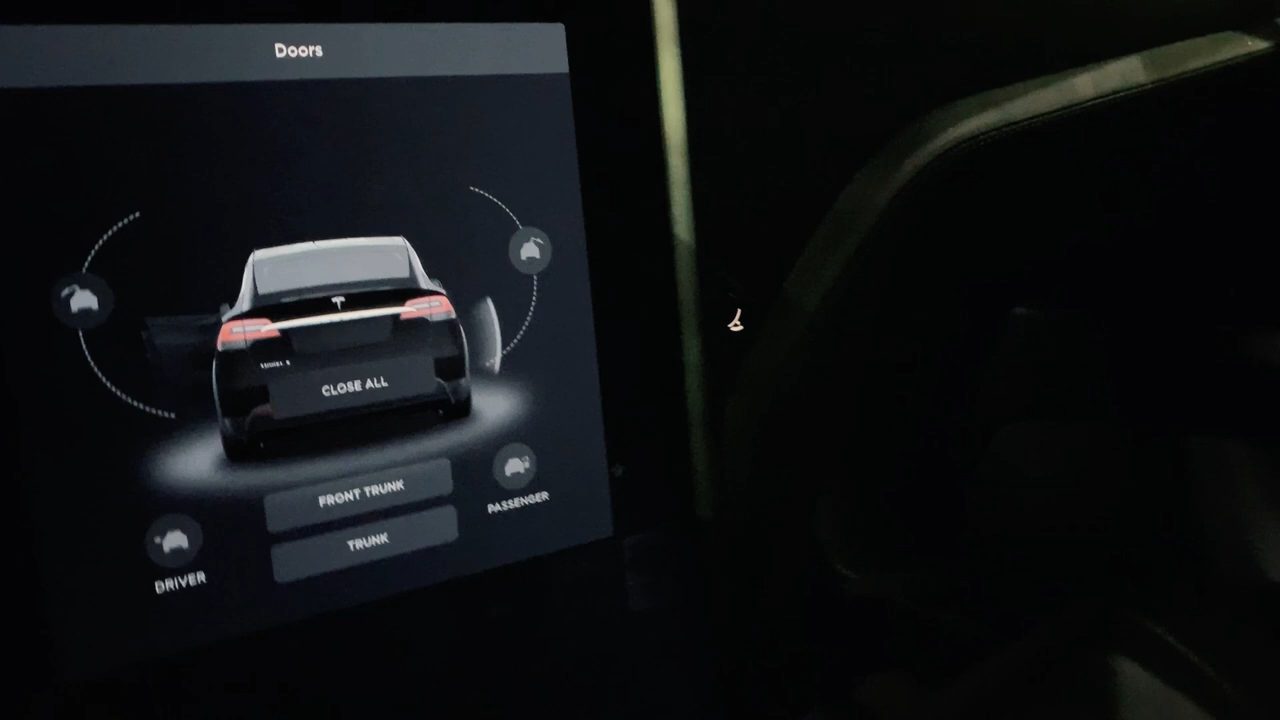 Doors
CLOSE ALL
FRONT TRUNK
PASSENGER
TRUNK
DRIVER